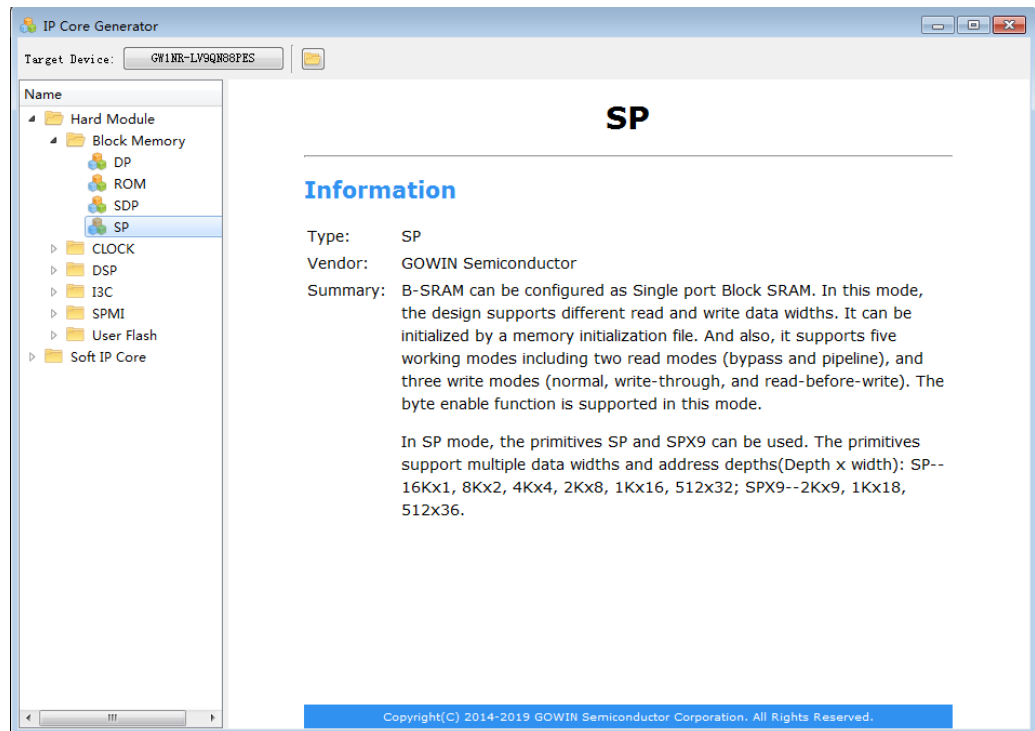 IP Core Generator
Target Device: GW1NR-LV9QN88PES
Name
Hard Module
Block Memory
DP
ROM
SDP
SP
CLOCK
DSP
I3C
SPMI
User Flash
Soft IP Core
SP
Information
Type: SP
Vendor: GOWIN Semiconductor
Summary: B-SRAM can be configured as Single port Block SRAM. In this mode,
the design supports different read and write data widths. It can be
initialized by a memory initialization file. And also, it supports five
working modes including two read modes (bypass and pipeline), and
three write modes (normal, write-through, and read-before-write). The
byte enable function is supported in this mode.
In SP mode, the primitives SP and SPX9 can be used. The primitives
support multiple data widths and address depths(Depth x width): SP--
16Kx1, 8Kx2, 4Kx4, 2Kx8, 1Kx16, 512x32; SPX9--2Kx9, 1Kx18,
512x36.
Copyright(C) 2014-2019 GOWIN Semiconductor Corporation. All Rights Reserved.